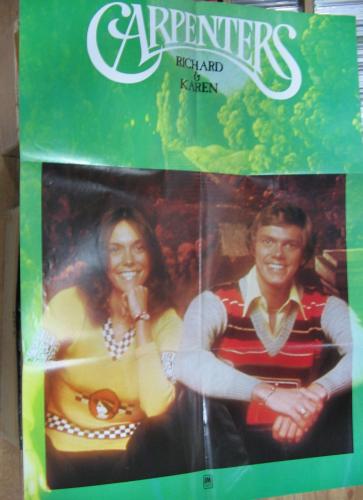 CARPENTERS
RICHARD
&
KAREN